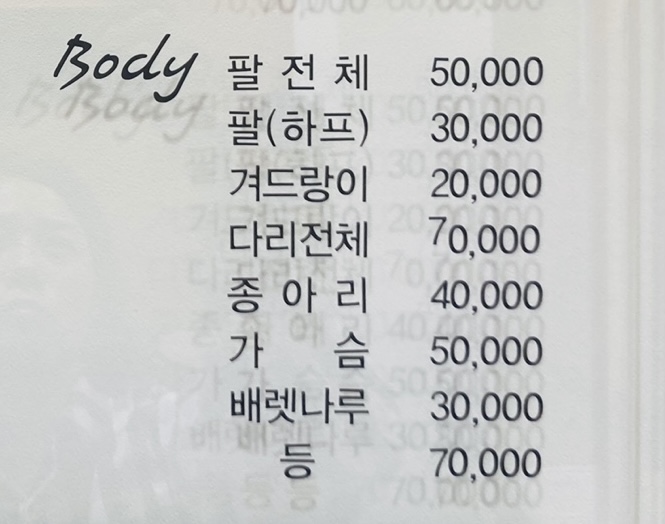 Body 팔 전 체 50,000
팔(하프) 30,000
겨드랑이 20,000
다리전체 70,000
종 아 리 40,000
가 슴 50,000
배렛나루 30,000
등 70,000